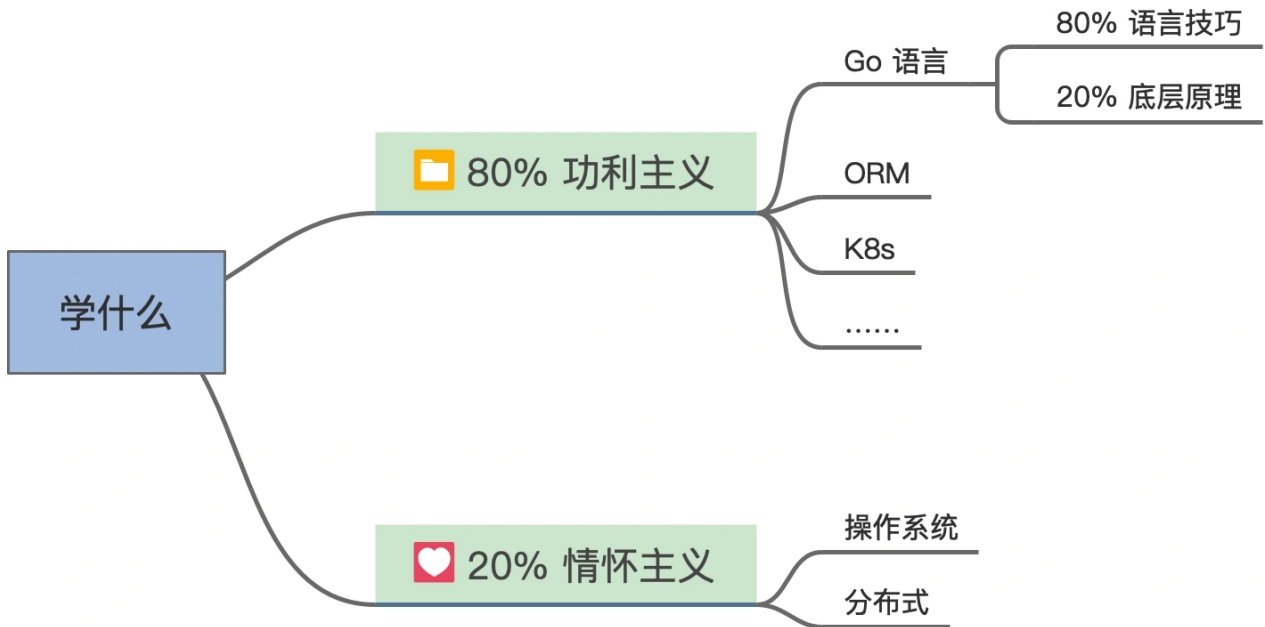 学什么
80% 功利主义
Go 语言
80% 语言技巧
20% 底层原理
ORM
K8s
……
20% 情怀主义
操作系统
分布式